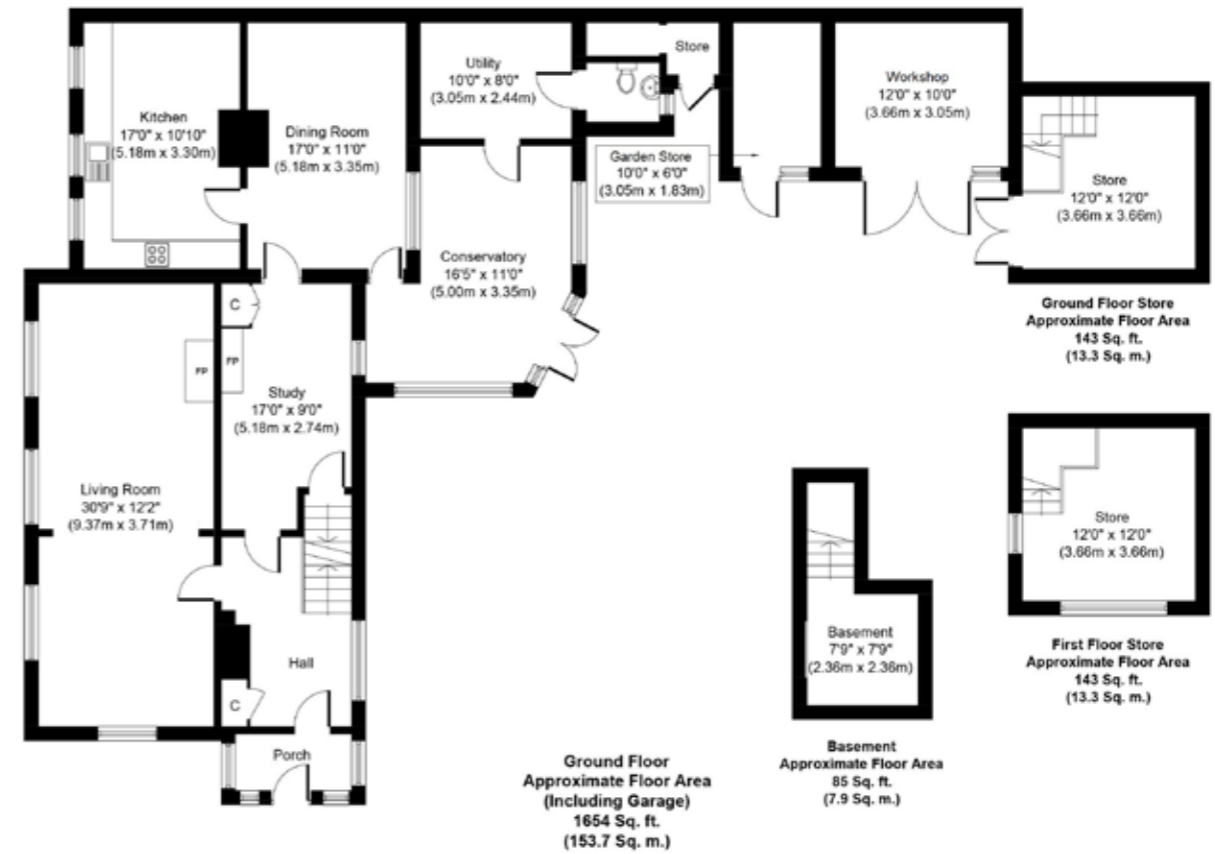 Kitchen
17'0" x 10'10"
(5.18m x 3.30m)
Dining Room
17'0" x 11'0"
(5.18m x 3.35m)
Utility
10'0" x 8'0"
(3.05m x 2.44m)
Store
Garden Store
10'0" x 6'0"
(3.05m x 1.83m)
Workshop
12'0" x 10'0"
(3.66m x 3.05m)
Store
12'0" x 12'0"
(3.66m x 3.66m)
Ground Floor Store
Approximate Floor Area
143 Sq. ft.
(13.3 Sq. m.)
Conservatory
16'5" x 11'0"
(5.00m x 3.35m)
C
FP
FP
Study
17'0" x 9'0"
(5.18m x 2.74m)
Living Room
30'9" x 12'2"
(9.37m x 3.71m)
Hall
C
Porch
Store
12'0" x 12'0"
(3.66m x 3.66m)
First Floor Store
Approximate Floor Area
143 Sq. ft.
(13.3 Sq. m.)
Basement
7'9" x 7'9"
(2.36m x 2.36m)
Basement
Approximate Floor Area
85 Sq. ft.
(7.9 Sq. m.)
Ground Floor
Approximate Floor Area
(Including Garage)
1654 Sq. ft.
(153.7 Sq. m.)